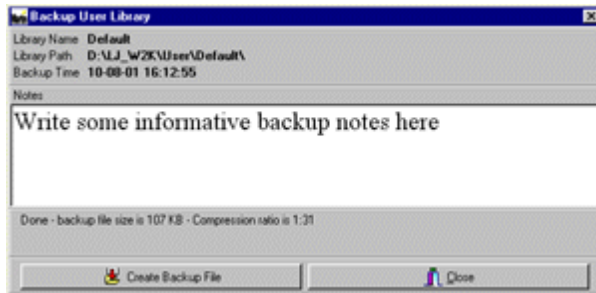 Backup User Library
Library Name Default
Library Path D:\LJ_W2K\User\Default\
Backup Time 10-08-01 16:12:55
Notes
Write some informative backup notes here
Done - backup file size is 107 KB - Compression ratio is 1:31
Create Backup File
Close